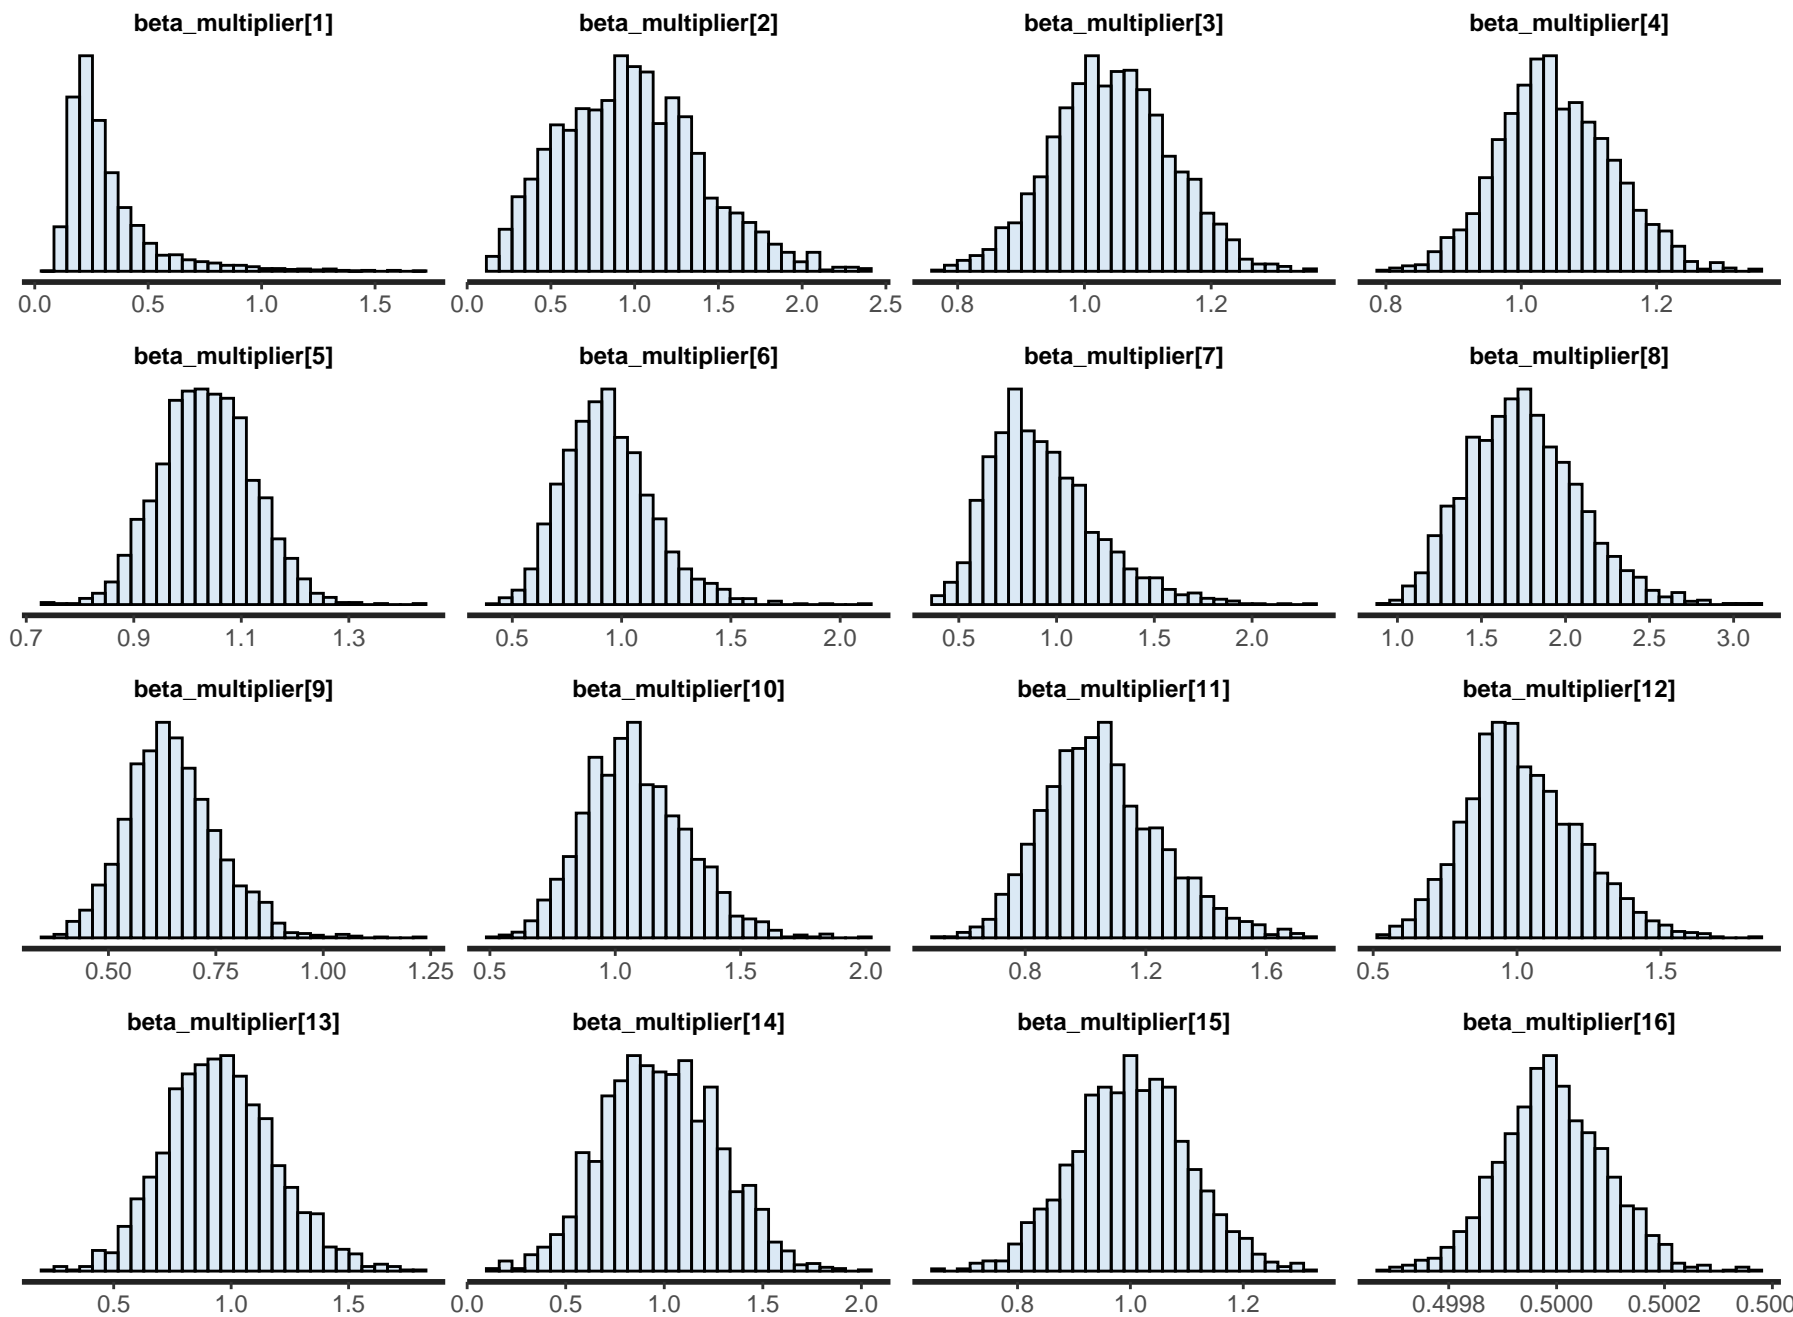 beta_multiplier[1] beta_multiplier[2] beta_multiplier[3] beta_multiplier[4]
0.0 0.5 1.0 1.5 0.0 0.5 1.0 1.5 2.0 2.5 0.8 1.0 1.2 0.8 1.0 1.2
beta_multiplier[5] beta_multiplier[6] beta_multiplier[7] beta_multiplier[8]
0.7 0.9 1.1 1.3 0.5 1.0 1.5 2.0 0.5 1.0 1.5 2.0 1.0 1.5 2.0 2.5 3.0
beta_multiplier[9] beta_multiplier[10] beta_multiplier[11] beta_multiplier[12]
0.50 0.75 1.00 1.25 0.5 1.0 1.5 2.0 0.8 1.2 1.6 0.5 1.0 1.5
beta_multiplier[13] beta_multiplier[14] beta_multiplier[15] beta_multiplier[16]
0.5 1.0 1.5 0.0 0.5 1.0 1.5 2.0 0.8 1.0 1.2 0.4998 0.5000 0.5002 0.500